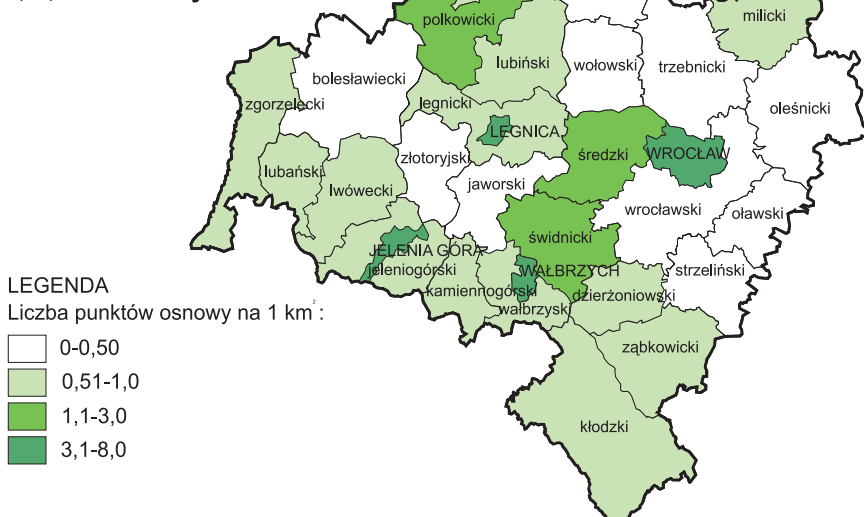 milicki
polkowicki
lubiński
wołowski
trzebnicki
bolesławiecki
zgorzelecki
legnicki
oleśnicki
LEGNICA
złotoryjski
średzki
WROCŁAW
lubański
lwówecki
jaworski
wrocławski
oławski
świdnicki
JELENIA GÓRA
jeleniogórski
WAŁBRZYCH
strzeliński
kamiennogórski
dzierżoniowski
wałbrzyski
ząbkowicki
kłodzki
LEGENDA
Liczba punktów osnowy na 1 km²:
0-0,50
0,51-1,0
1,1-3,0
3,1-8,0